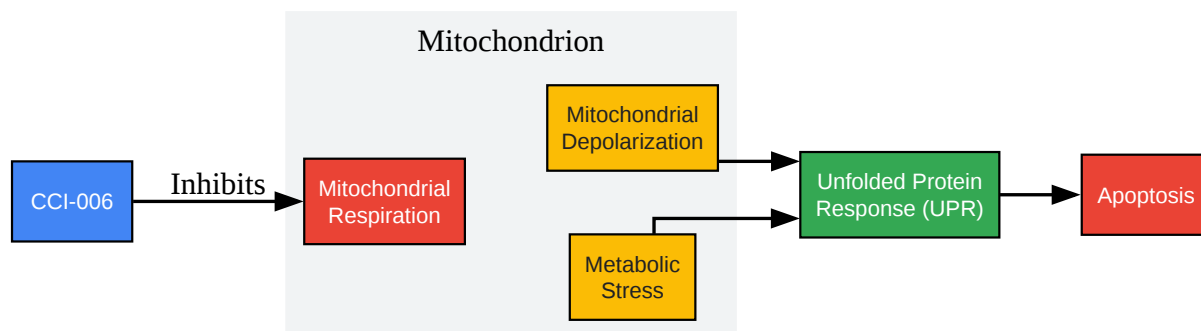 Mitochondrion
CCI-006
Inhibits
Mitochondrial
Respiration
Mitochondrial
Depolarization
Metabolic
Stress
Unfolded Protein
Response (UPR)
Apoptosis